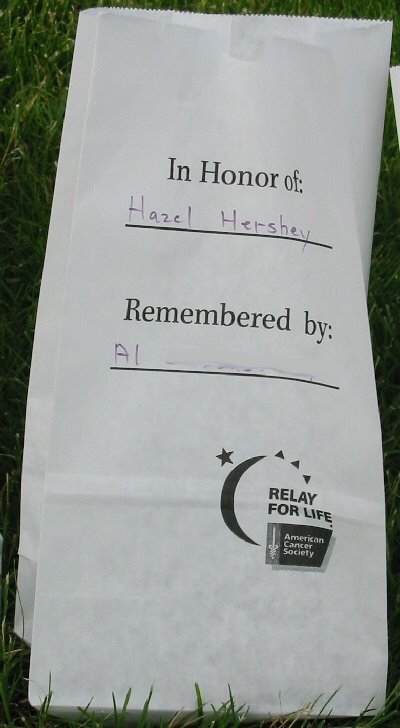 In Honor of:
Hazel Hershey
Remembered by:
Al
RELAY
FOR LIFE
American
Cancer
Society